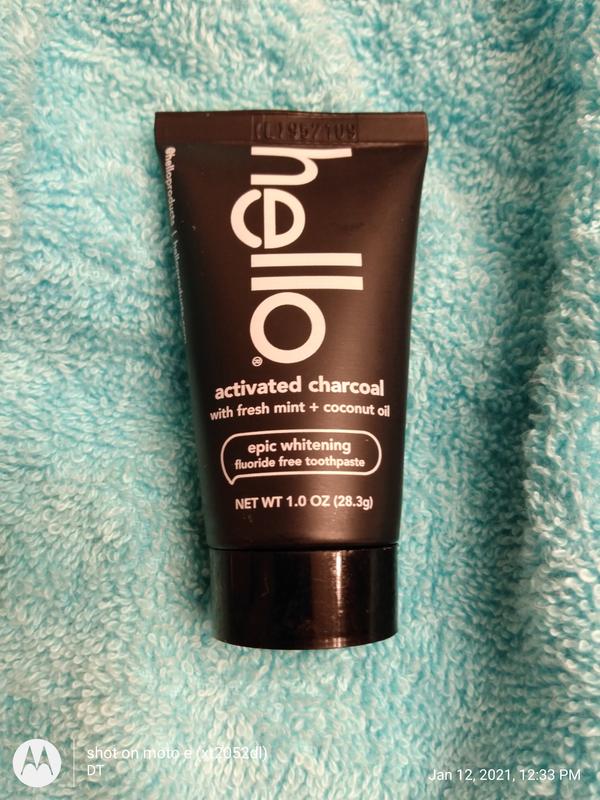 @helloproducts
hello®
activated charcoal
with fresh mint + coconut oil
epic whitening
fluoride free toothpaste
NET WT 1.0 OZ (28.3g)
shot on moto e (xt2052dl)
DT
Jan 12, 2021, 12:33 PM